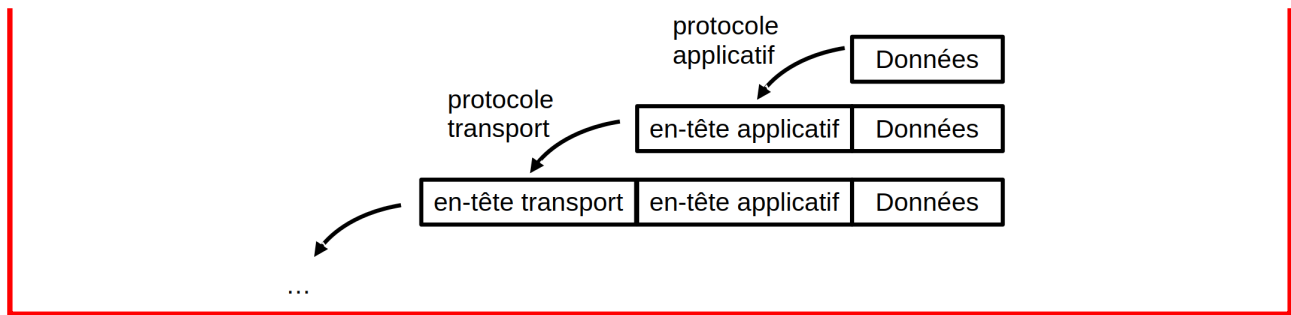 protocole
applicatif
Données
protocole
transport
en-tête applicatif
Données
en-tête transport
en-tête applicatif
Données
...